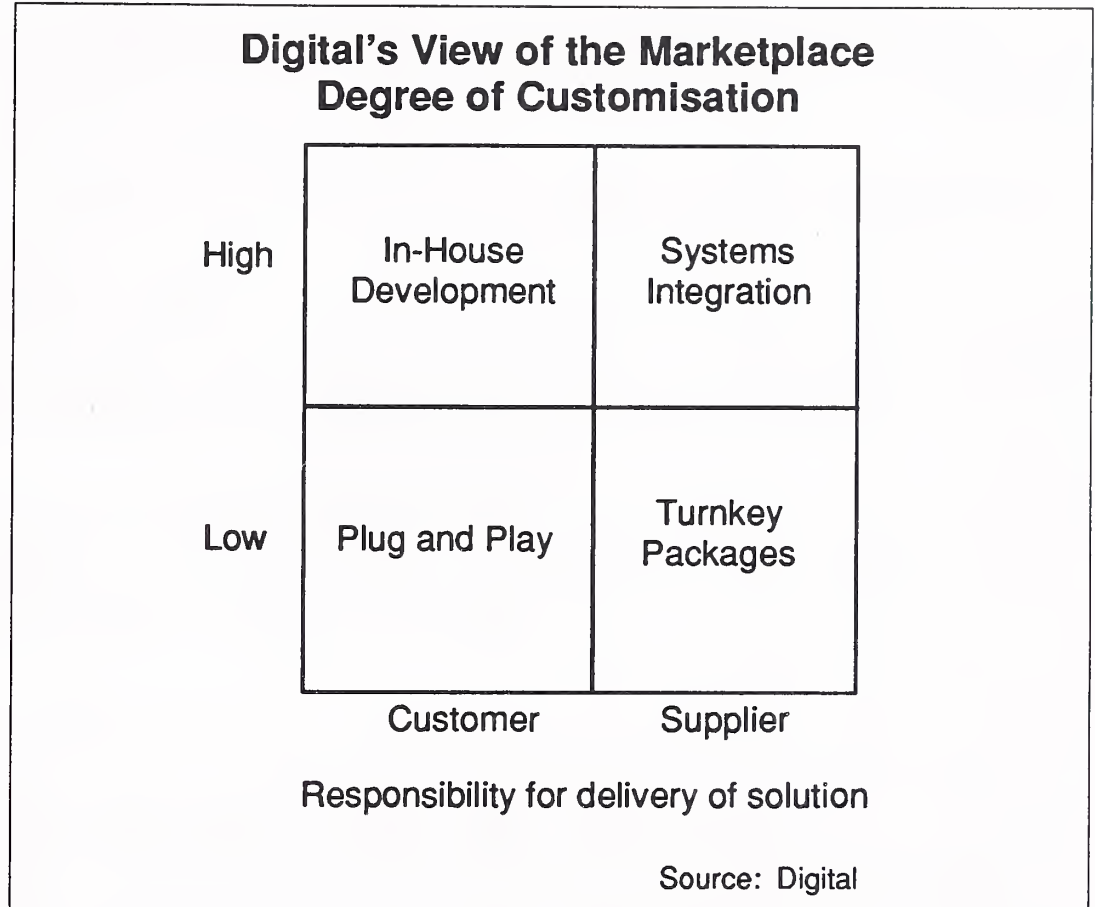 Digital's View of the Marketplace
Degree of Customisation
High
In-House
Development
Systems
Integration
Low
Plug and Play
Turnkey
Packages
Customer
Supplier
Responsibility for delivery of solution
Source: Digital